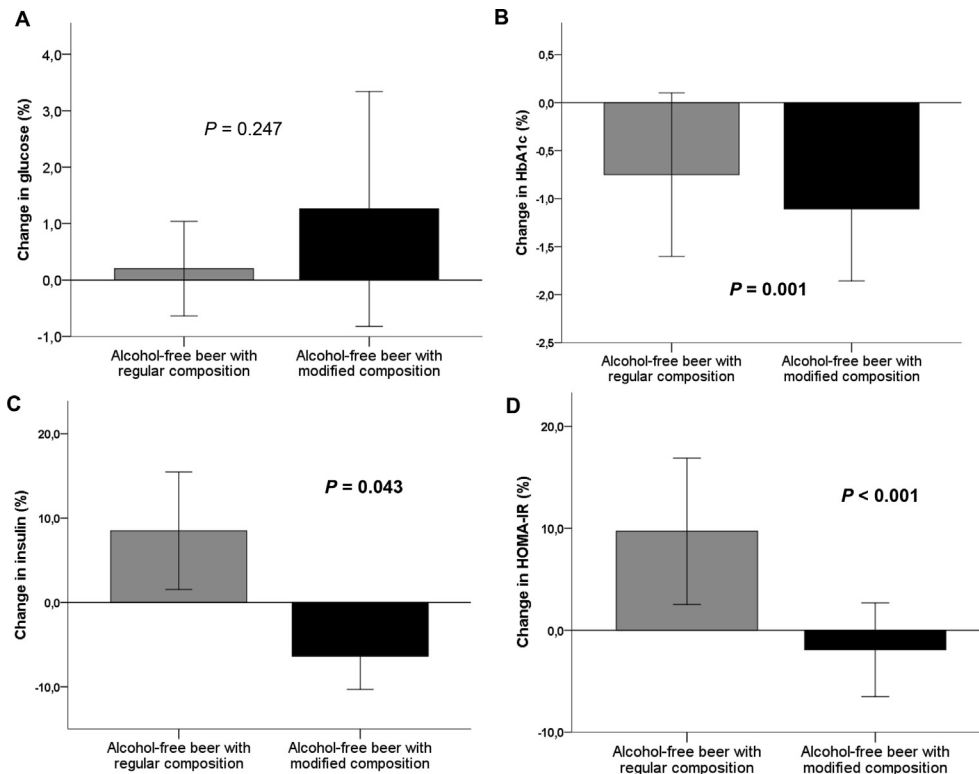 A
Change in glucose (%)
4,0
3,0
2,0
1,0
0,0
-1,0
P = 0.247
Alcohol-free beer with
regular composition
Alcohol-free beer with
modified composition
B
Change in HbA1c (%)
0,5
0,0
-0,5
-1,0
-1,5
-2,0
-2,5
P = 0.001
Alcohol-free beer with
regular composition
Alcohol-free beer with
modified composition
C
Change in insulin (%)
20,0
10,0
0,0
-10,0
P = 0.043
Alcohol-free beer with
regular composition
Alcohol-free beer with
modified composition
D
Change in HOMA-IR (%)
20,0
10,0
0,0
-10,0
P < 0.001
Alcohol-free beer with
regular composition
Alcohol-free beer with
modified composition